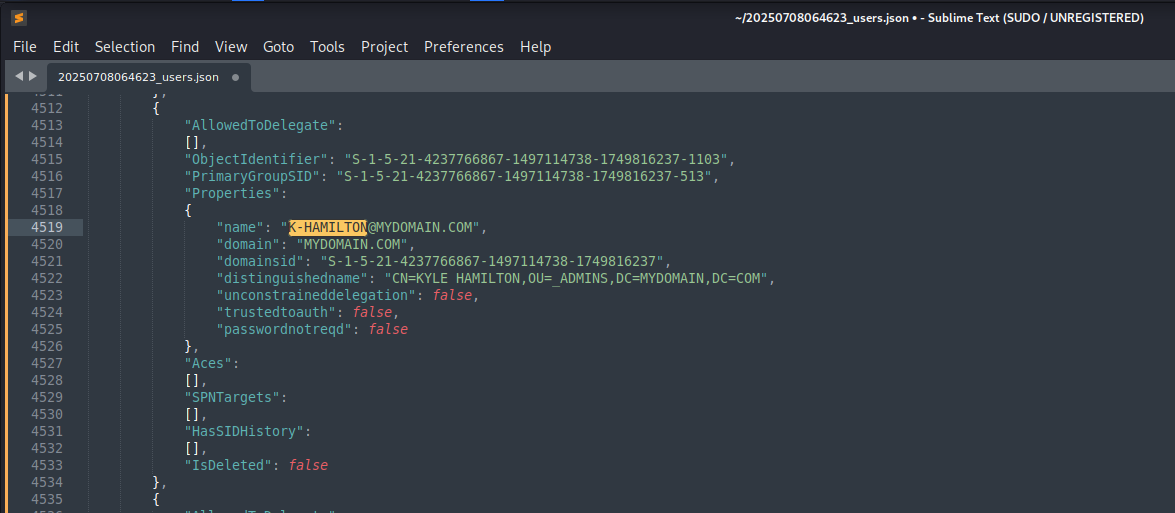 ~/20250708064623_users.json • - Sublime Text (SUDO / UNREGISTERED)
File Edit Selection Find View Goto Tools Project Preferences Help
20250708064623_users.json
4511 },
4512 {
4513 "AllowedToDelegate":
4514 [],
4515 "ObjectIdentifier": "S-1-5-21-4237766867-1497114738-1749816237-1103",
4516 "PrimaryGroupSID": "S-1-5-21-4237766867-1497114738-1749816237-513",
4517 "Properties":
4518 {
4519 "name": "K-HAMILTON@MYDOMAIN.COM",
4520 "domain": "MYDOMAIN.COM",
4521 "domainsid": "S-1-5-21-4237766867-1497114738-1749816237",
4522 "distinguishedname": "CN=KYLE HAMILTON,OU=_ADMINS,DC=MYDOMAIN,DC=COM",
4523 "unconstraineddelegation": false,
4524 "trustedtoauth": false,
4525 "passwordnotreqd": false
4526 },
4527 "Aces":
4528 [],
4529 "SPNTargets":
4530 [],
4531 "HasSIDHistory":
4532 [],
4533 "IsDeleted": false
4534 },
4535 {